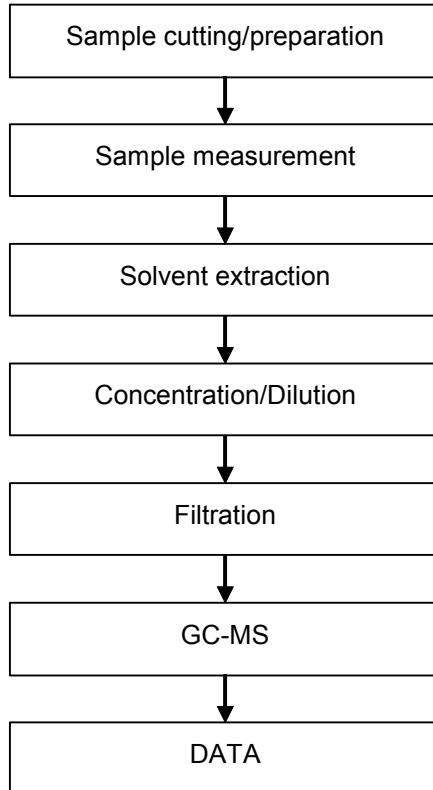 Sample cutting/preparation
Sample measurement
Solvent extraction
Concentration/Dilution
Filtration
GC-MS
DATA